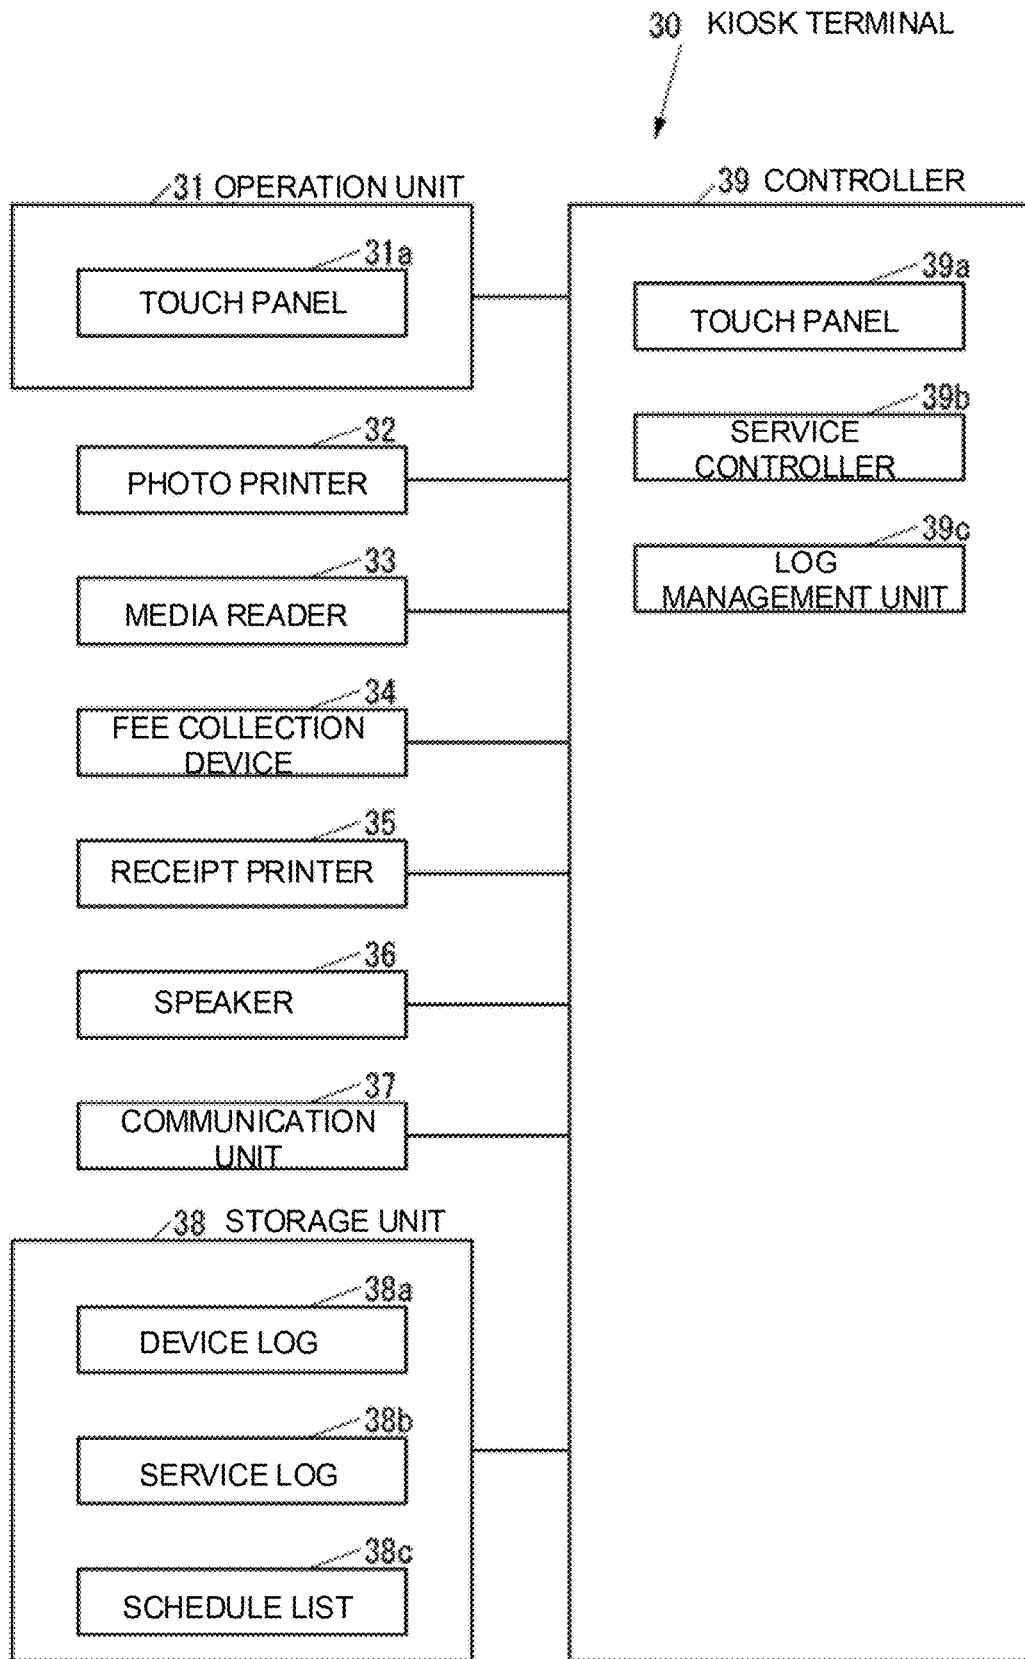 30 KIOSK TERMINAL
31 OPERATION UNIT
31a
TOUCH PANEL
32
PHOTO PRINTER
33
MEDIA READER
34
FEE COLLECTION
DEVICE
35
RECEIPT PRINTER
36
SPEAKER
37
COMMUNICATION
UNIT
38 STORAGE UNIT
38a
DEVICE LOG
38b
SERVICE LOG
38c
SCHEDULE LIST
39 CONTROLLER
39a
TOUCH PANEL
39b
SERVICE
CONTROLLER
39c
LOG
MANAGEMENT UNIT